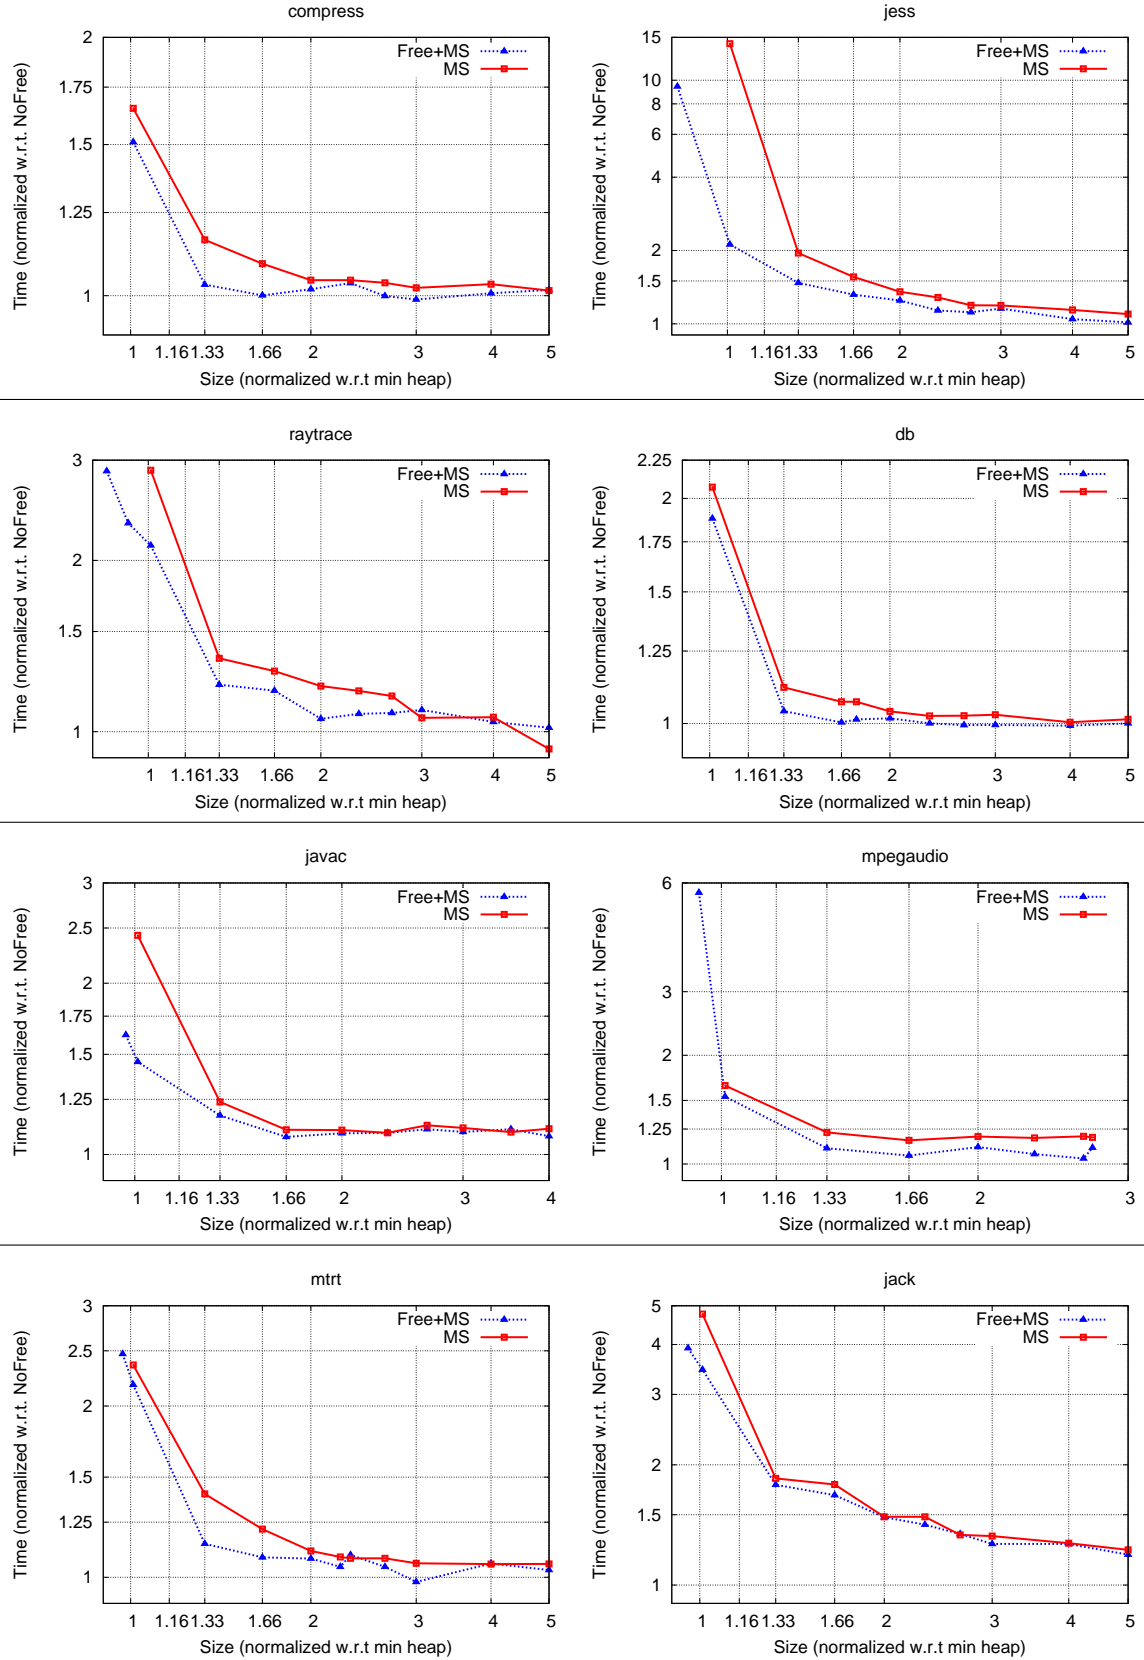 compress
Time (normalized w.r.t. NoFree)
2
1.75
1.5
1.25
1
Free+MS
MS
1 1.16 1.33 1.66 2 3 4 5
Size (normalized w.r.t min heap)
jess
Time (normalized w.r.t. NoFree)
15
10
8
6
4
2
1.5
1
Free+MS
MS
1 1.16 1.33 1.66 2 3 4 5
Size (normalized w.r.t min heap)
raytrace
Time (normalized w.r.t. NoFree)
3
2
1.5
1
Free+MS
MS
1 1.16 1.33 1.66 2 3 4 5
Size (normalized w.r.t min heap)
db
Time (normalized w.r.t. NoFree)
2.25
2
1.75
1.5
1.25
1
Free+MS
MS
1 1.16 1.33 1.66 2 3 4 5
Size (normalized w.r.t min heap)
javac
Time (normalized w.r.t. NoFree)
3
2.5
2
1.75
1.5
1.25
1
Free+MS
MS
1 1.16 1.33 1.66 2 3 4
Size (normalized w.r.t min heap)
mpegaudio
Time (normalized w.r.t. NoFree)
6
3
2
1.5
1.25
1
Free+MS
MS
1 1.16 1.33 1.66 2 3
Size (normalized w.r.t min heap)
mtrt
Time (normalized w.r.t. NoFree)
3
2.5
2
1.5
1.25
1
Free+MS
MS
1 1.16 1.33 1.66 2 3 4 5
Size (normalized w.r.t min heap)
jack
Time (normalized w.r.t. NoFree)
5
4
3
2
1.5
1
Free+MS
MS
1 1.16 1.33 1.66 2 3 4 5
Size (normalized w.r.t min heap)